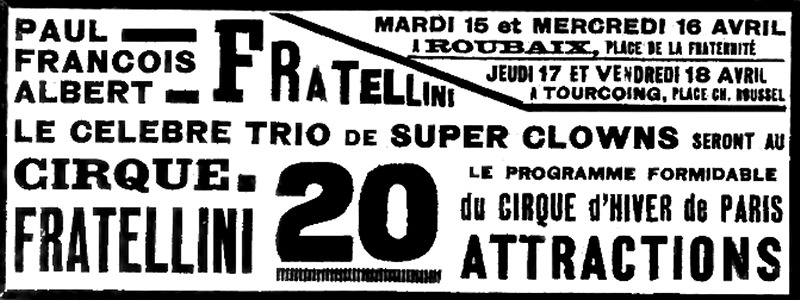 PAUL
FRANCOIS
ALBERT
FRATELLINI
MARDI 15 et MERCREDI 16 AVRIL
A ROUBAIX, PLACE DE LA FRATERNITÉ
JEUDI 17 ET VENDREDI 18 AVRIL
A TOURCOING, PLACE CH. ROUSSEL
LE CELEBRE TRIO DE SUPER CLOWNS SERONT AU
CIRQUE
FRATELLINI
20
LE PROGRAMME FORMIDABLE
du CIRQUE d'HIVER de PARIS
ATTRACTIONS